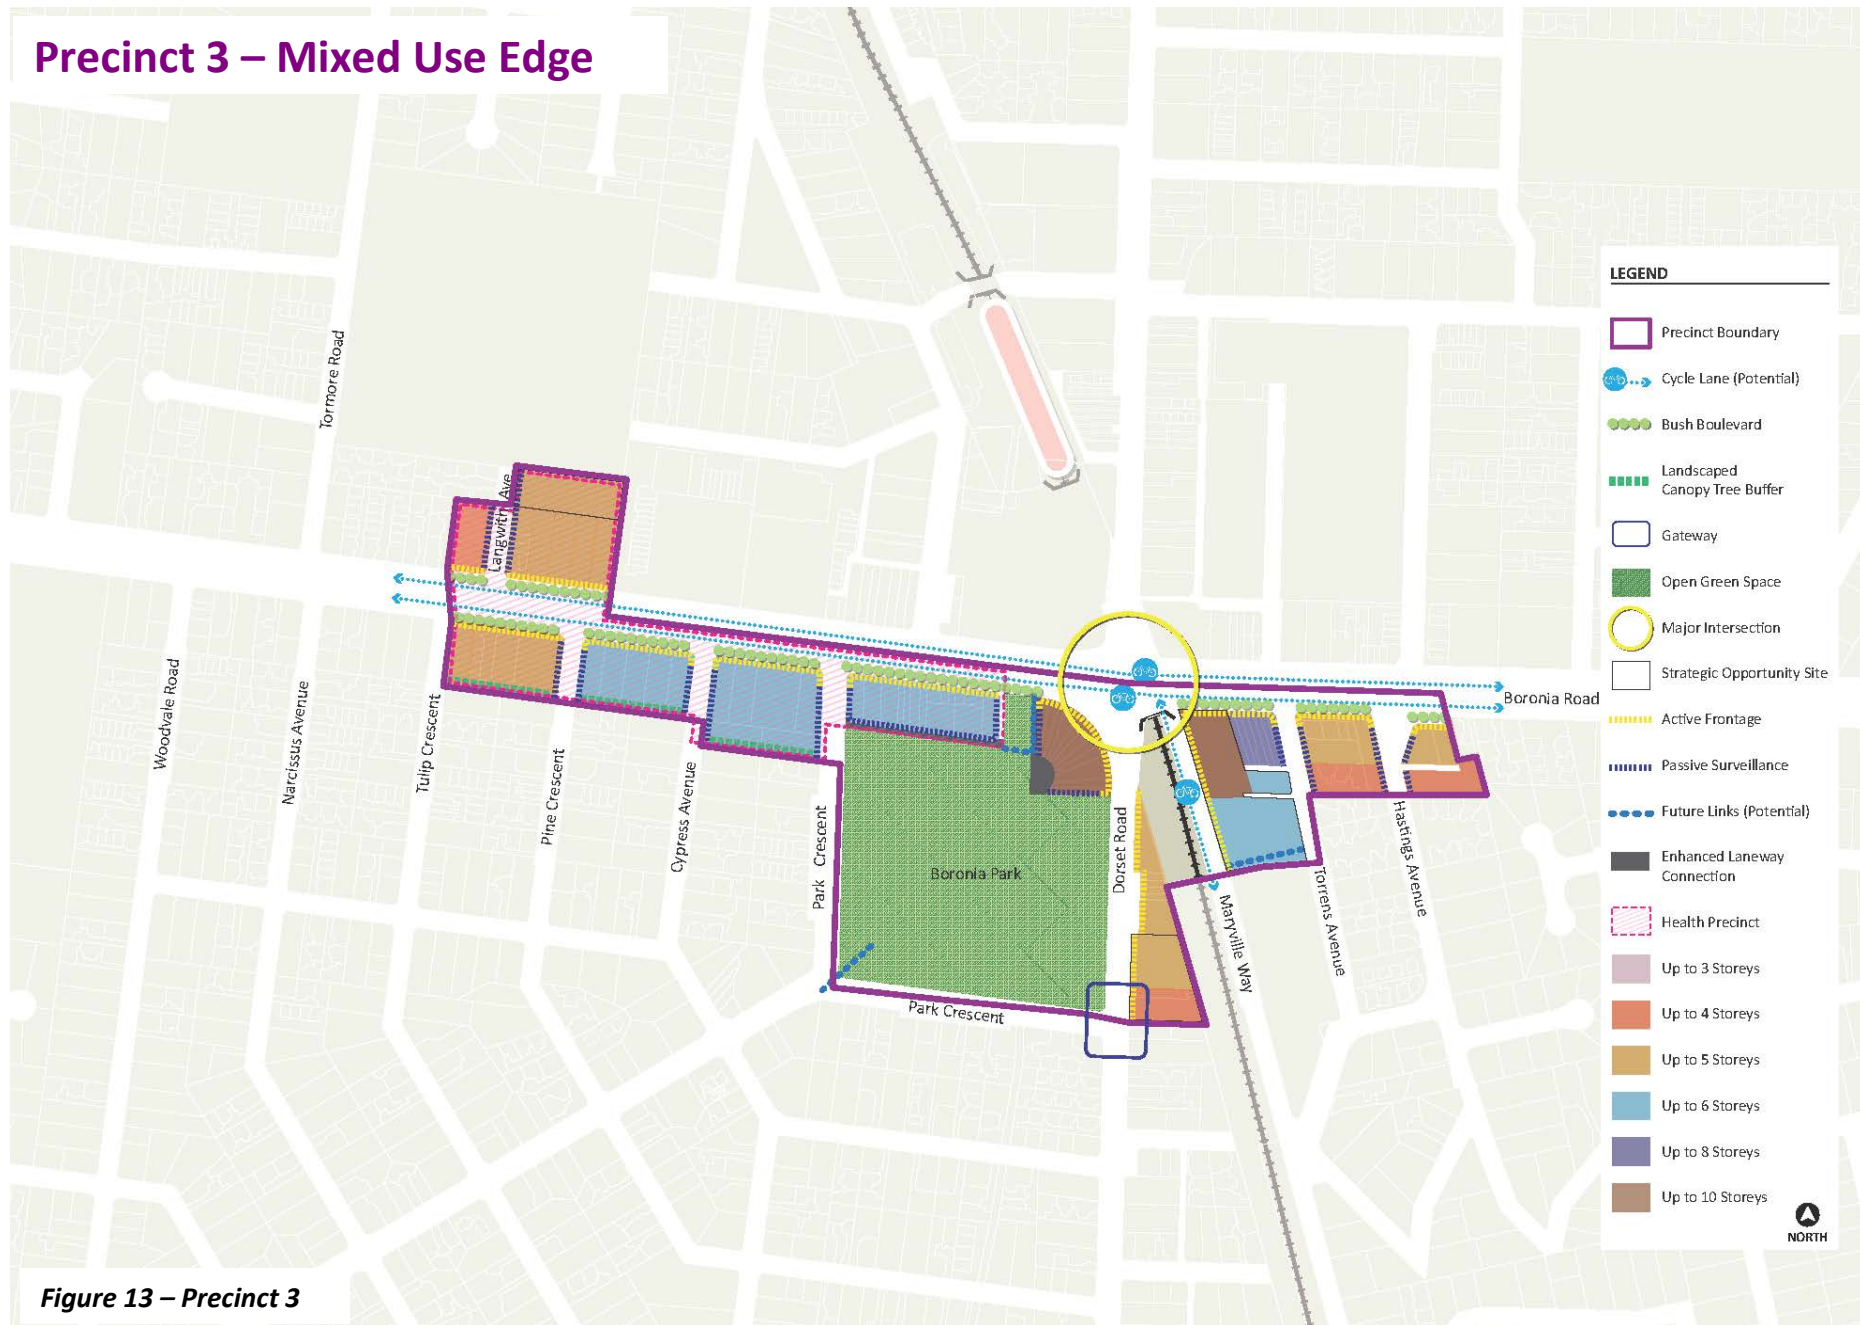 Precinct 3 – Mixed Use Edge
LEGEND
Precinct Boundary
Cycle Lane (Potential)
Bush Boulevard
Landscaped
Canopy Tree Buffer
Gateway
Open Green Space
Major Intersection
Strategic Opportunity Site
Active Frontage
Passive Surveillance
Future Links (Potential)
Enhanced Laneway
Connection
Health Precinct
Up to 3 Storeys
Up to 4 Storeys
Up to 5 Storeys
Up to 6 Storeys
Up to 8 Storeys
Up to 10 Storeys
NORTH
Tormore Road
Langwith Ave
Boronia Road
Woodvale Road
Narcissus Avenue
Tulip Crescent
Pine Crescent
Cypress Avenue
Park Crescent
Boronia Park
Dorset Road
Maryville Way
Torrens Avenue
Hastings Avenue
Park Crescent
Figure 13 – Precinct 3